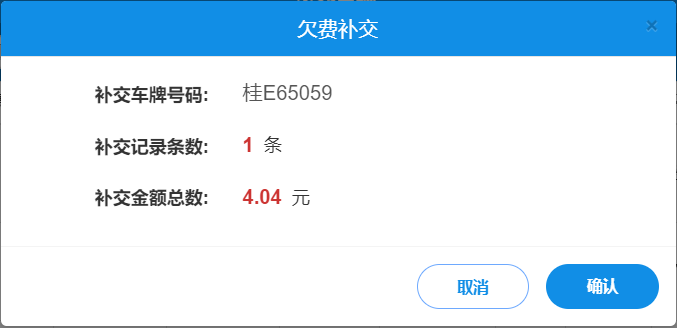 欠费补交
×
补交车牌号码: 桂E65059
补交记录条数: 1 条
补交金额总数: 4.04 元
取消 确认